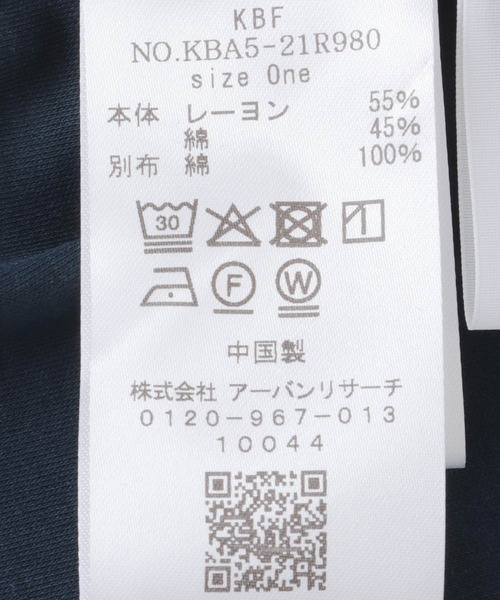 KBF
NO.KBA5-21R980
size One
本体 レーヨン 55%
綿 45%
別布 綿 100%
30
F W
中国製
株式会社 アーバンリサーチ
0120-967-013
10044